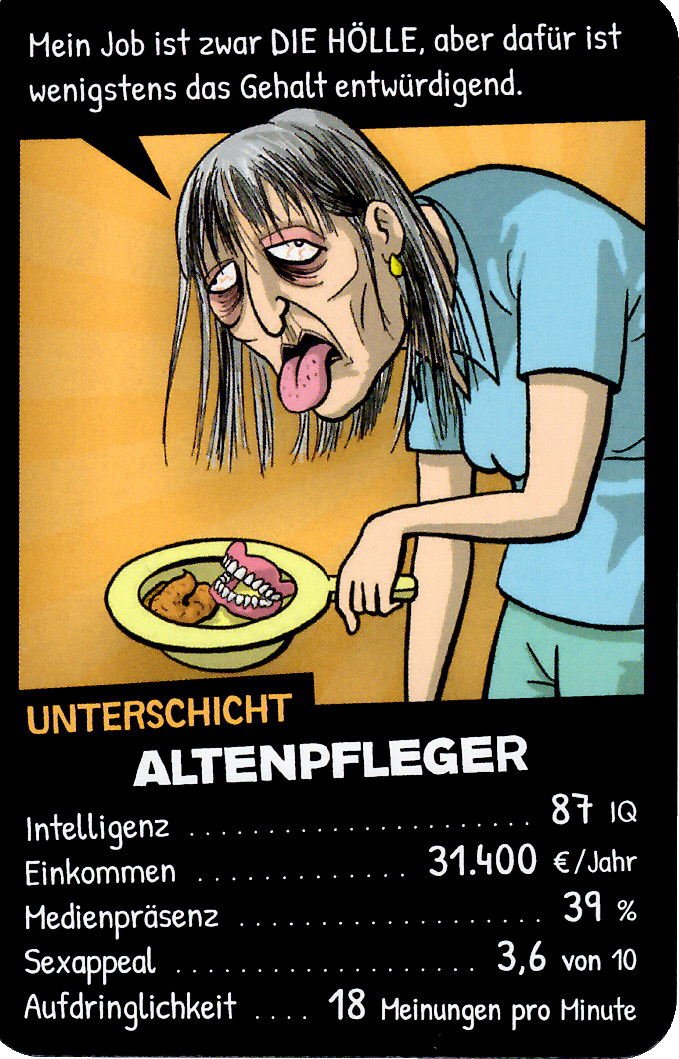 Mein Job ist zwar DIE HÖLLE, aber dafür ist
wenigstens das Gehalt entwürdigend.
UNTERSCHICHT
ALTENPFLEGER
Intelligenz ...................... 87 IQ
Einkommen ............. 31.400 €/Jahr
Medienpräsenz ................... 39 %
Sexappeal .................... 3,6 von 10
Aufdringlichkeit .... 18 Meinungen pro Minute